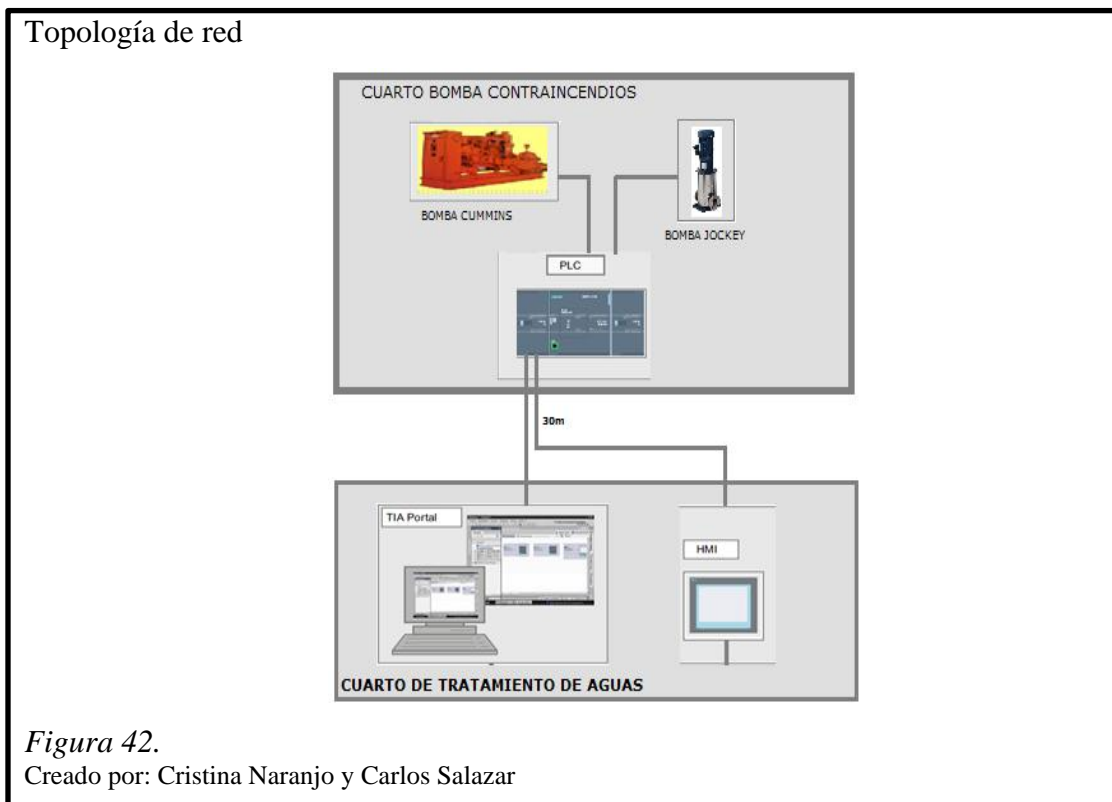 Topología de red
CUARTO BOMBA CONTRAINCENDIOS
BOMBA CUMMINS
BOMBA JOCKEY
PLC
30m
TIA Portal
HMI
CUARTO DE TRATAMIENTO DE AGUAS
Figura 42.
Creado por: Cristina Naranjo y Carlos Salazar